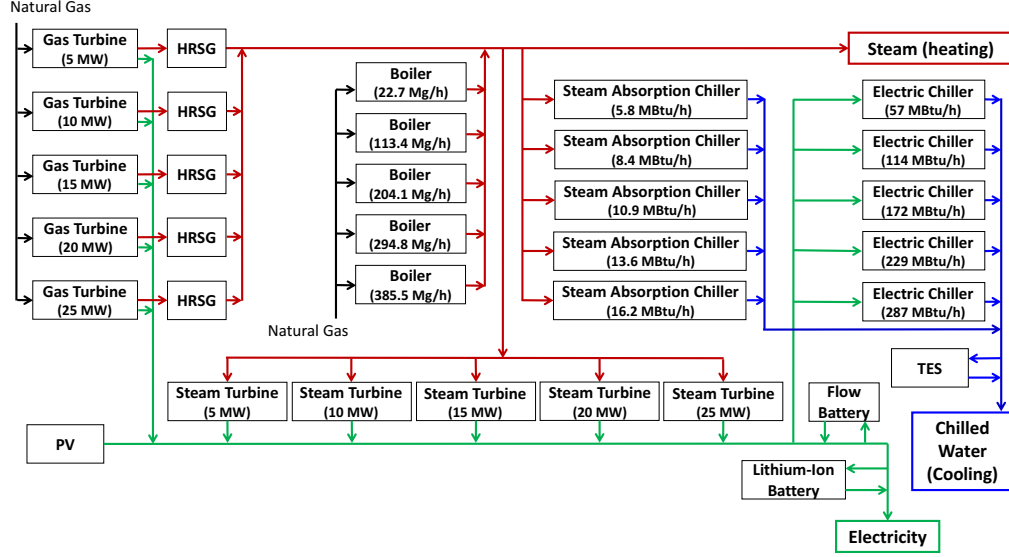 Natural Gas
Gas Turbine
(5 MW)
HRSG
Gas Turbine
(10 MW)
HRSG
Gas Turbine
(15 MW)
HRSG
Gas Turbine
(20 MW)
HRSG
Gas Turbine
(25 MW)
HRSG
Boiler
(22.7 Mg/h)
Boiler
(113.4 Mg/h)
Boiler
(204.1 Mg/h)
Boiler
(294.8 Mg/h)
Boiler
(385.5 Mg/h)
Natural Gas
Steam Absorption Chiller
(5.8 MBtu/h)
Steam Absorption Chiller
(8.4 MBtu/h)
Steam Absorption Chiller
(10.9 MBtu/h)
Steam Absorption Chiller
(13.6 MBtu/h)
Steam Absorption Chiller
(16.2 MBtu/h)
Steam (heating)
Electric Chiller
(57 MBtu/h)
Electric Chiller
(114 MBtu/h)
Electric Chiller
(172 MBtu/h)
Electric Chiller
(229 MBtu/h)
Electric Chiller
(287 MBtu/h)
Steam Turbine
(5 MW)
Steam Turbine
(10 MW)
Steam Turbine
(15 MW)
Steam Turbine
(20 MW)
Steam Turbine
(25 MW)
TES
Flow
Battery
PV
Chilled
Water
(Cooling)
Lithium-Ion
Battery
Electricity